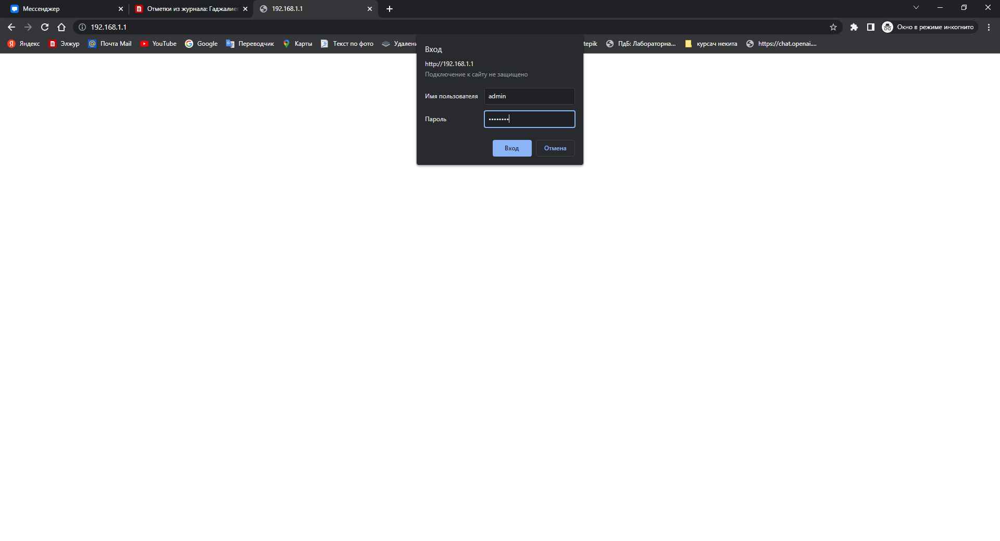 Мессенджер
Отметки из журнала: Гаджалие
192.168.1.1
192.168.1.1
Окно в режиме инкогнито
Яндекс
Элжур
Почта Mail
YouTube
Google
Переводчик
Карты
Текст по фото
Удалени
tepik
ПдБ: Лабораторна...
курсач некита
https://chat.openai....
Вход
http://192.168.1.1
Подключение к сайту не защищено
Имя пользователя
admin
Пароль
••••••••
Вход
Отмена